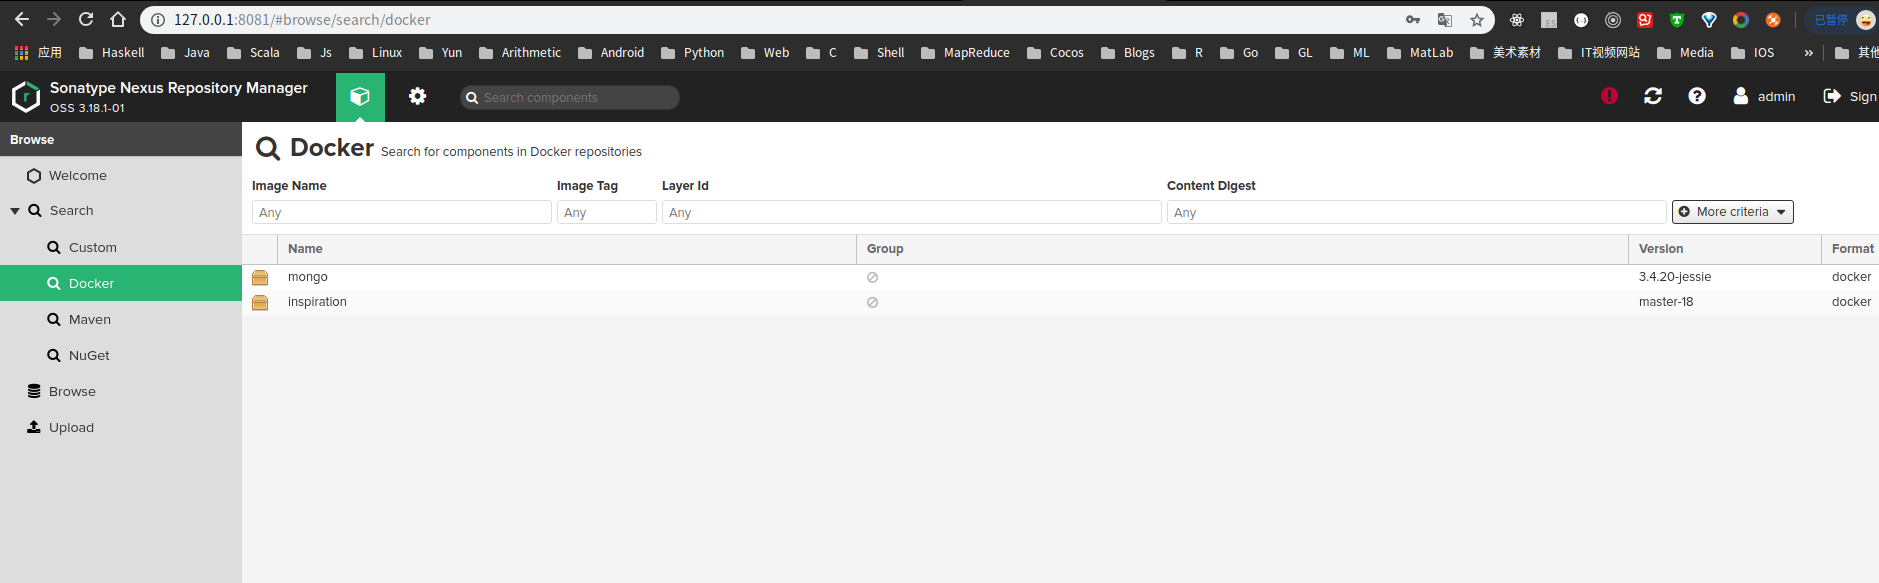 127.0.0.1:8081/#browse/search/docker
已暂停
应用 Haskell Java Scala Js Linux Yun Arithmetic Android Python Web C Shell MapReduce Cocos Blogs R Go GL ML MatLab 美术素材 IT视频网站 Media IOS » 其他
Sonatype Nexus Repository Manager
OSS 3.18.1-01
Search components
admin
Sign
Browse
Welcome
Search
Custom
Docker
Maven
NuGet
Browse
Upload
Docker Search for components in Docker repositories
Image Name Image Tag Layer Id Content Digest
Any Any Any Any More criteria
Name Group Version Format
mongo 3.4.20-jessie docker
inspiration master-18 docker